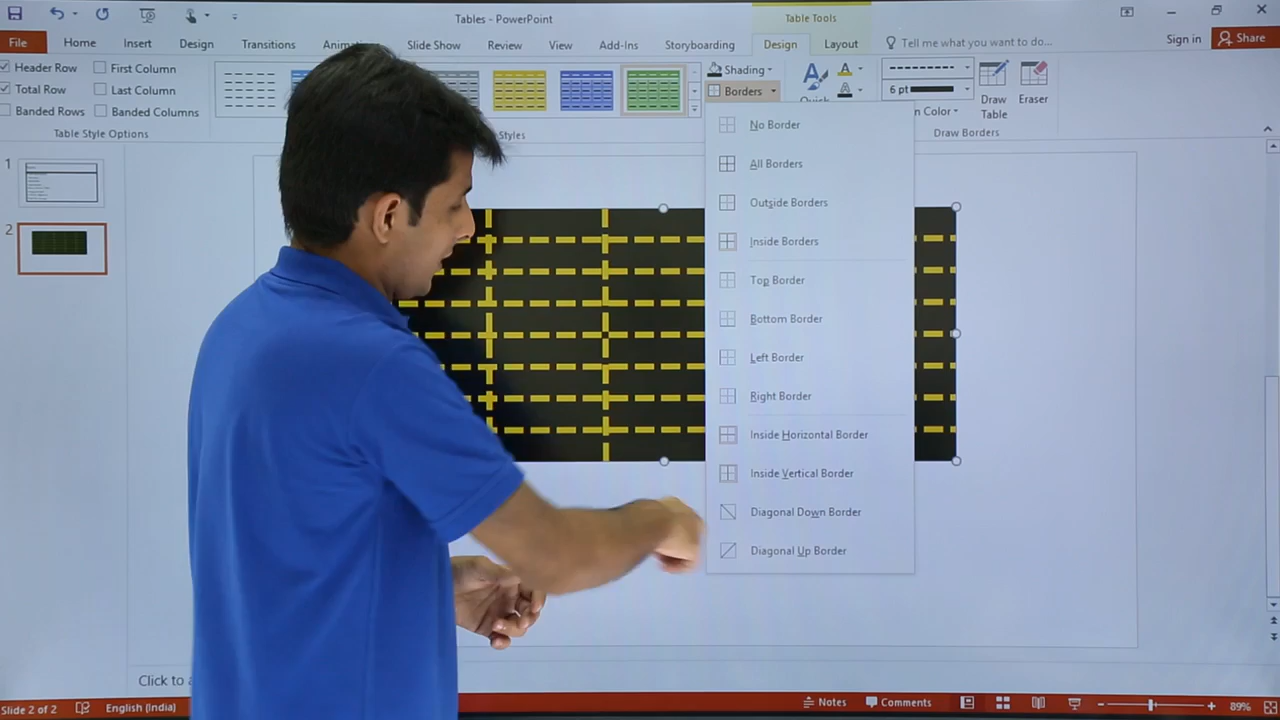 Tables - PowerPoint
Table Tools
File
Home
Insert
Design
Transitions
Slide Show
Review
View
Add-Ins
Storyboarding
Design
Layout
Tell me what you want to do...
Sign in
Share
Header Row
First Column
Total Row
Last Column
Banded Rows
Banded Columns
Table Style Options
Styles
Shading
Borders
6 pt
Draw
Table
Eraser
Color
Draw Borders
No Border
All Borders
Outside Borders
Inside Borders
Top Border
Bottom Border
Left Border
Right Border
Inside Horizontal Border
Inside Vertical Border
Diagonal Down Border
Diagonal Up Border
1
2
Click to
Slide 2 of 2
English (India)
Notes
Comments
89%